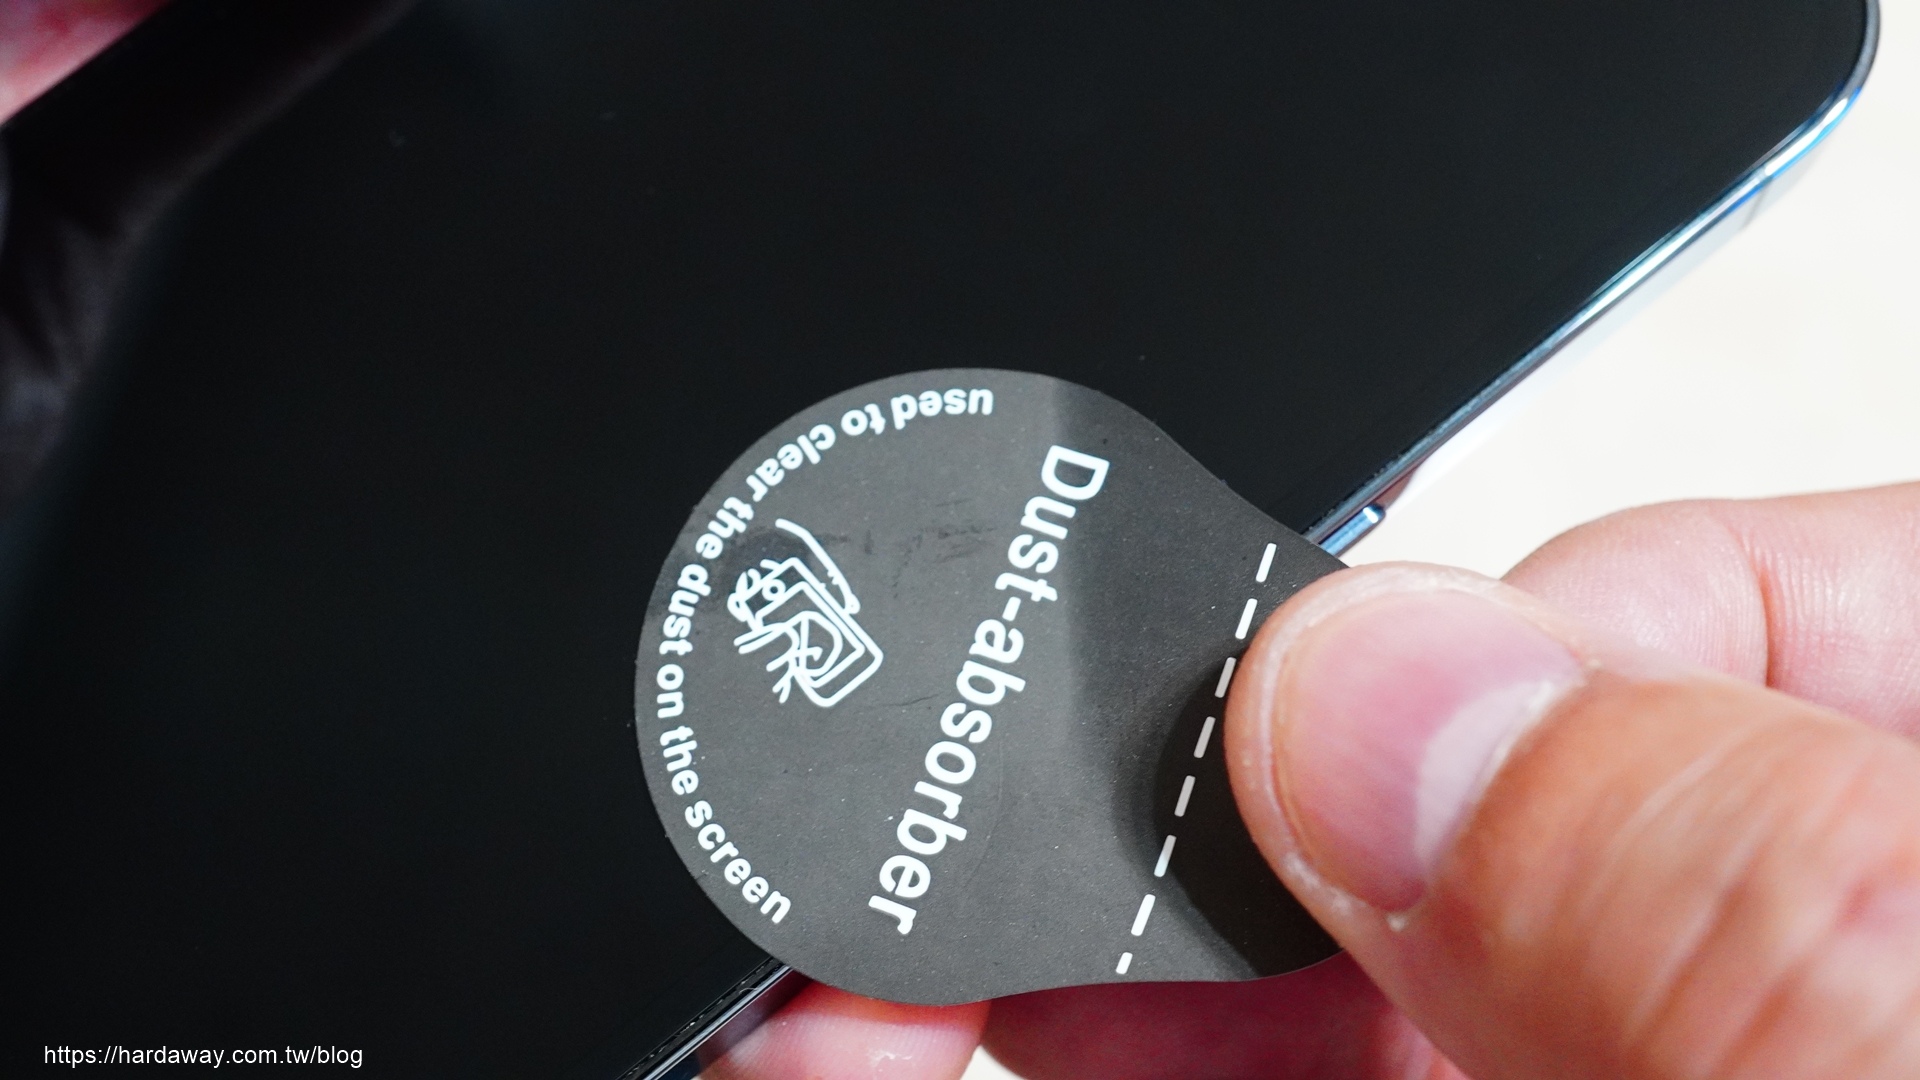 Dust-absorber
used to clear the dust on the screen
https://hardaway.com.tw/blog